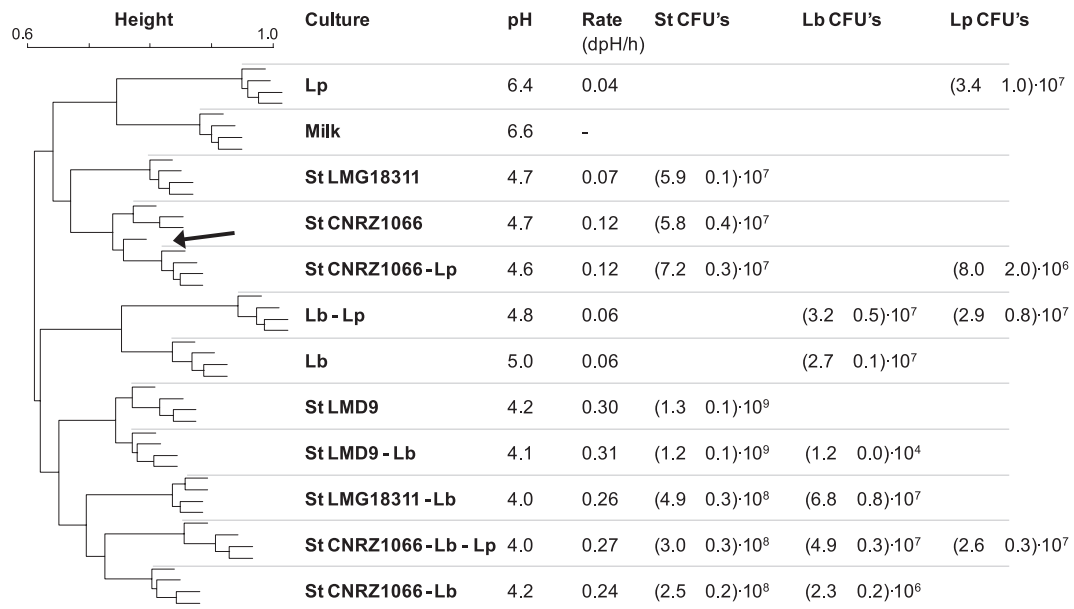 Height Culture pH Rate St CFU's Lb CFU's Lp CFU's
0.6 1.0 (dpH/h)
Lp 6.4 0.04 (3.4 1.0)·10⁷
Milk 6.6 -
St LMG18311 4.7 0.07 (5.9 0.1)·10⁷
St CNRZ1066 4.7 0.12 (5.8 0.4)·10⁷
St CNRZ1066 - Lp 4.6 0.12 (7.2 0.3)·10⁷ (8.0 2.0)·10⁶
Lb - Lp 4.8 0.06 (3.2 0.5)·10⁷ (2.9 0.8)·10⁷
Lb 5.0 0.06 (2.7 0.1)·10⁷
St LMD9 4.2 0.30 (1.3 0.1)·10⁹
St LMD9 - Lb 4.1 0.31 (1.2 0.1)·10⁹ (1.2 0.0)·10⁴
St LMG18311 - Lb 4.0 0.26 (4.9 0.3)·10⁸ (6.8 0.8)·10⁷
St CNRZ1066 - Lb - Lp 4.0 0.27 (3.0 0.3)·10⁸ (4.9 0.3)·10⁷ (2.6 0.3)·10⁷
St CNRZ1066 - Lb 4.2 0.24 (2.5 0.2)·10⁸ (2.3 0.2)·10⁶